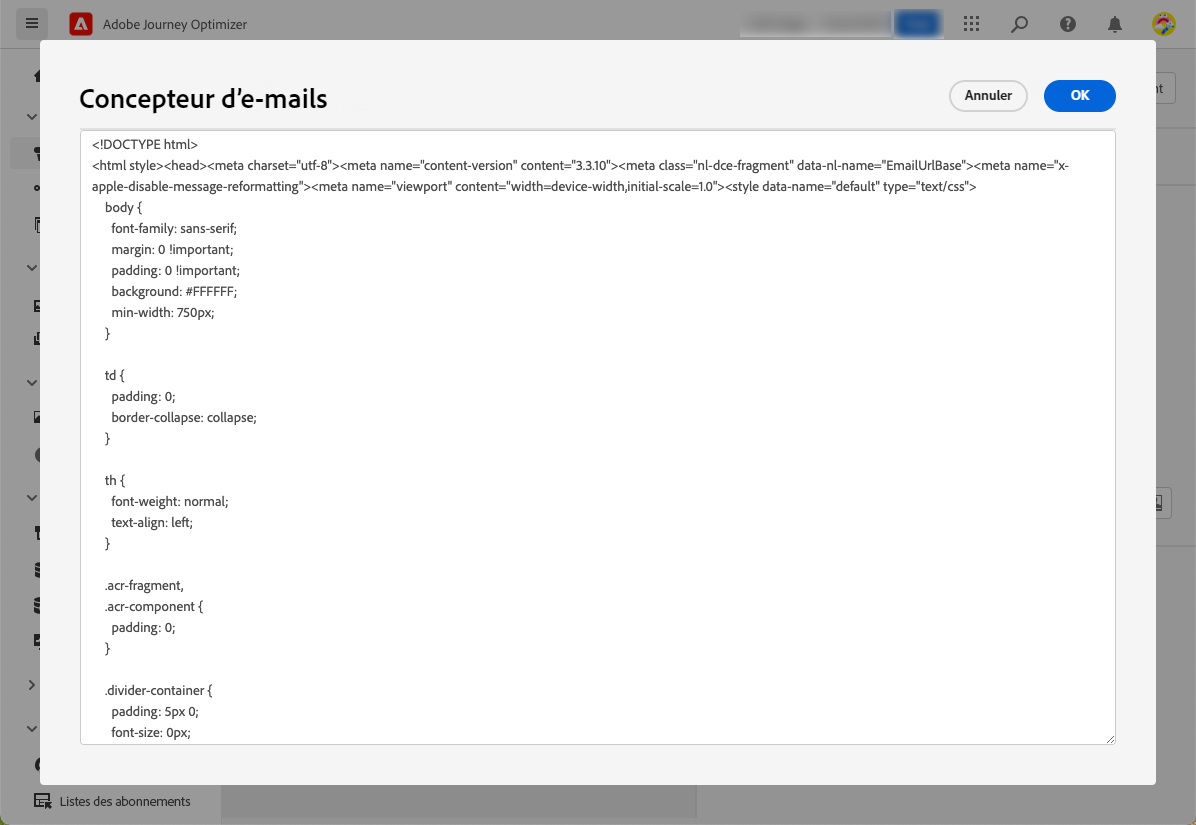 Adobe Journey Optimizer
Concepteur d’e-mails
Annuler
OK
<!DOCTYPE html>
<html style><head><meta charset="utf-8"><meta name="content-version" content="3.3.10"><meta class="nl-dce-fragment" data-nl-name="EmailUrlBase"><meta name="x-
apple-disable-message-reformatting"><meta name="viewport" content="width=device-width,initial-scale=1.0"><style data-name="default" type="text/css">
body {
font-family: sans-serif;
margin: 0 !important;
padding: 0 !important;
background: #FFFFFF;
min-width: 750px;
}
td {
padding: 0;
border-collapse: collapse;
}
th {
font-weight: normal;
text-align: left;
}
.acr-fragment,
.acr-component {
padding: 0;
}
.divider-container {
padding: 5px 0;
font-size: 0px;
Listes des abonnements